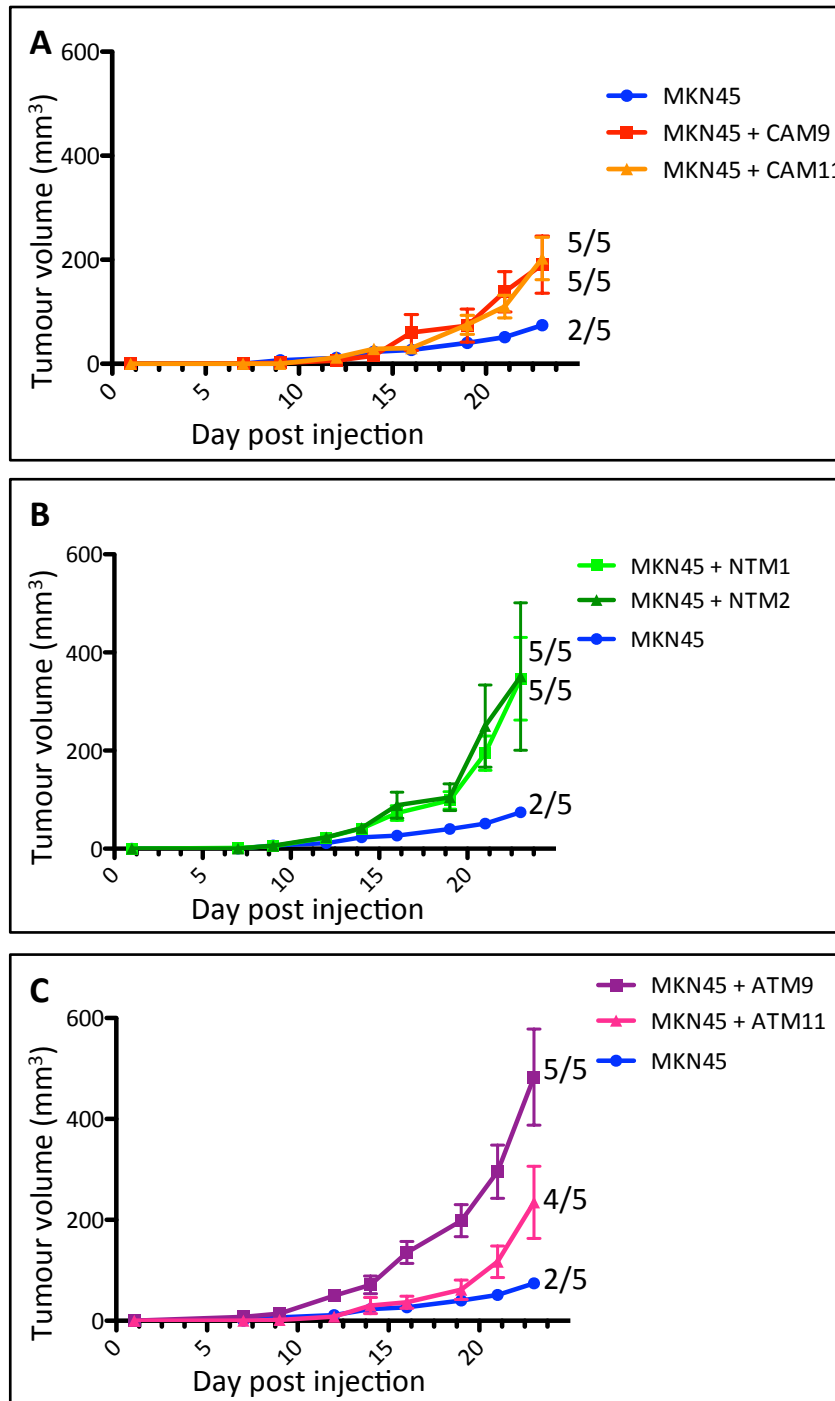 A
600
400
200
0
Tumour volume (mm³)
0
5
10
15
20
Day post injection
MKN45
MKN45 + CAM9
MKN45 + CAM11
5/5
5/5
2/5
B
600
400
200
0
Tumour volume (mm³)
0
5
10
15
20
Day post injection
MKN45 + NTM1
MKN45 + NTM2
MKN45
5/5
5/5
2/5
C
600
400
200
0
Tumour volume (mm³)
0
5
10
15
20
Day post injection
MKN45 + ATM9
MKN45 + ATM11
MKN45
5/5
4/5
2/5